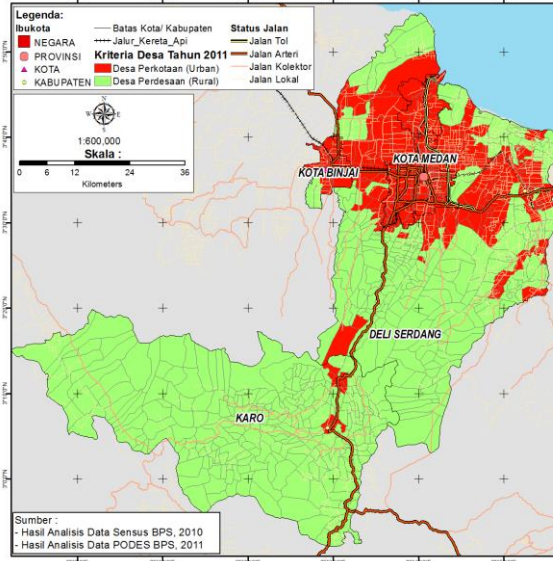 Legenda:
Ibukota
NEGARA
PROVINSI
KOTA
KABUPATEN
Batas Kota/ Kabupaten
Jalur_Kereta_Api
Kriteria Desa Tahun 2011
Desa Perkotaan (Urban)
Desa Perdesaan (Rural)
Status Jalan
Jalan Tol
Jalan Arteri
Jalan Kolektor
Jalan Lokal
N
W
E
S
1:600,000
Skala :
0 6 12 24 36
Kilometers
KOTA MEDAN
KOTA BINJAI
DELI SERDANG
KARO
Sumber :
- Hasil Analisis Data Sensus BPS, 2010
- Hasil Analisis Data PODES BPS, 2011